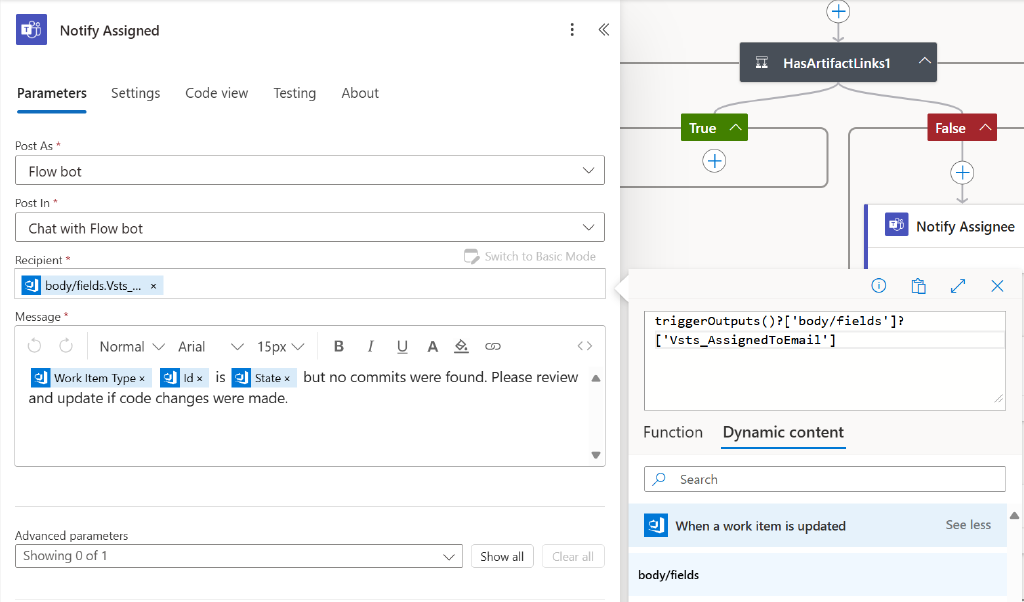 Notify Assigned
Parameters
Settings
Code view
Testing
About
Post As *
Flow bot
Post In *
Chat with Flow bot
Recipient *
Switch to Basic Mode
body/fields.Vsts_... ×
Message *
Normal
Arial
15px
B I U A
Work Item Type × Id × is State × but no commits were found. Please review
and update if code changes were made.
Advanced parameters
Showing 0 of 1
Show all
Clear all
HasArtifactLinks1
True
False
Notify Assignee
triggerOutputs()?['body/fields']?
['Vsts_AssignedToEmail']
Function
Dynamic content
Search
When a work item is updated
See less
body/fields